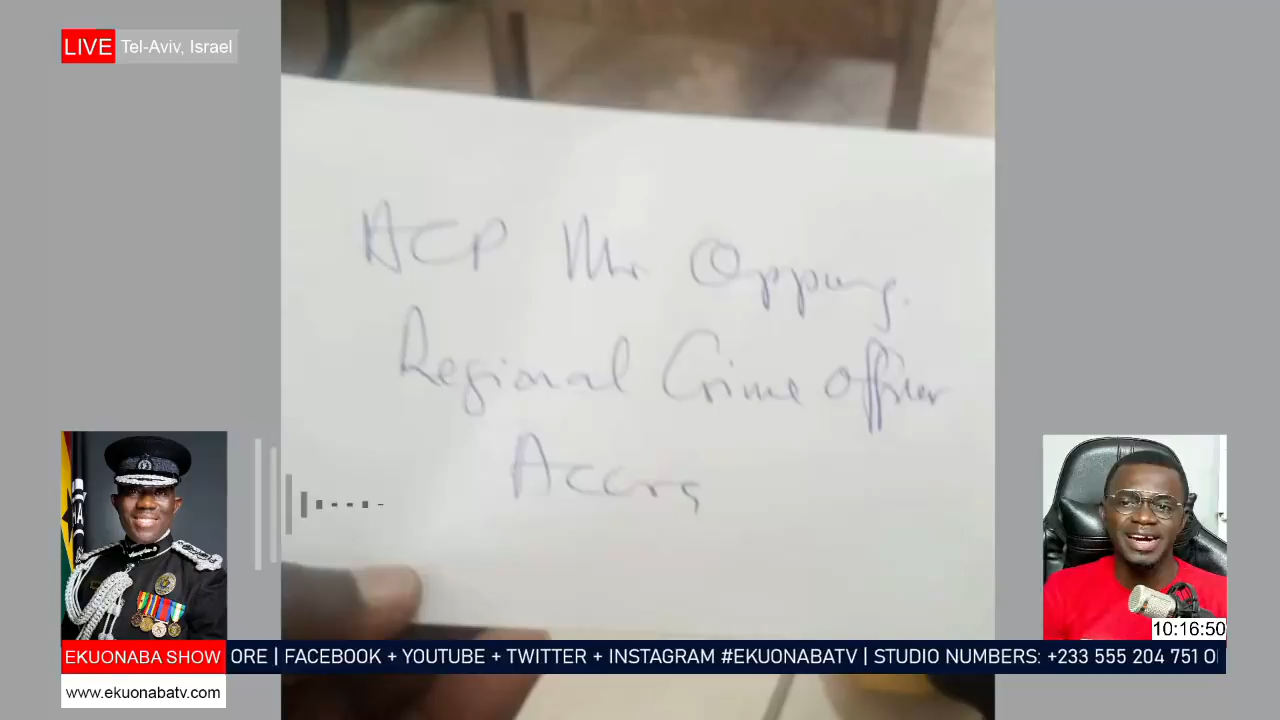 LIVE Tel-Aviv, Israel
ACP Mr Oppung.
Regional Crime Officer
Accra
10:16:50
EKUONABA SHOW ORE | FACEBOOK + YOUTUBE + TWITTER + INSTAGRAM #EKUONABATV | STUDIO NUMBERS: +233 555 204 751 O
www.ekuonabatv.com